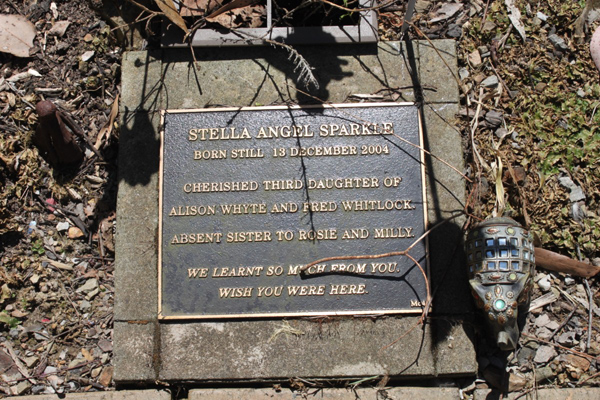 STELLA ANGEL SPARKLE
BORN STILL 13 DECEMBER 2004
CHERISHED THIRD DAUGHTER OF
ALISON WHYTE AND FRED WHITLOCK.
ABSENT SISTER TO ROSIE AND MILLY.
WE LEARNT SO MUCH FROM YOU.
WISH YOU WERE HERE.